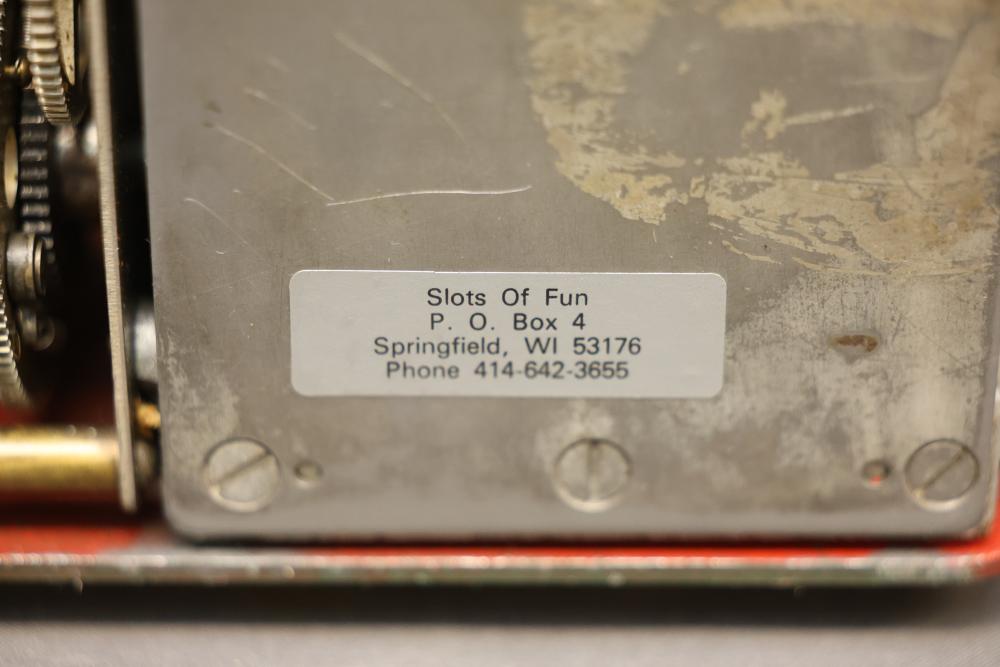 Slots Of Fun
P. O. Box 4
Springfield, WI 53176
Phone 414-642-3655